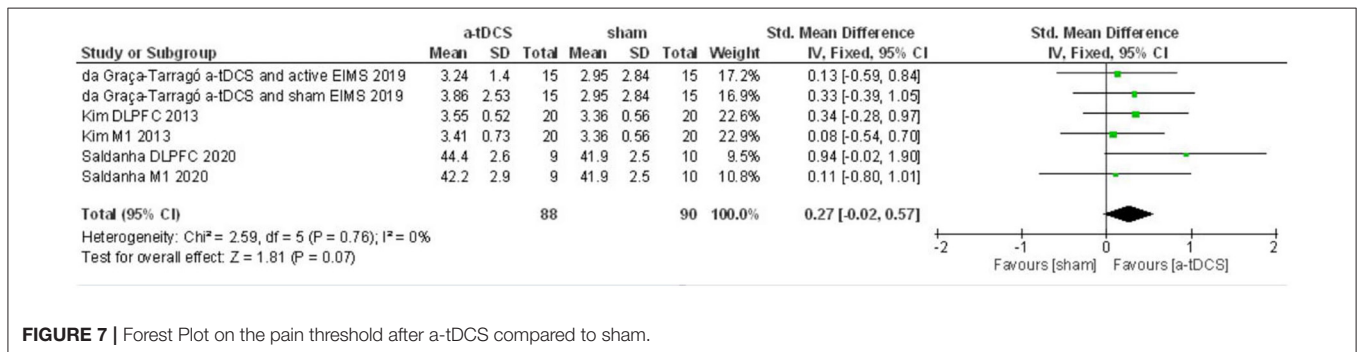 a-tDCS sham Std. Mean Difference Std. Mean Difference
Study or Subgroup Mean SD Total Mean SD Total Weight IV, Fixed, 95% CI IV, Fixed, 95% CI
da Graça-Tarragó a-tDCS and active EIMS 2019 3.24 1.4 15 2.95 2.84 15 17.2% 0.13 [-0.59, 0.84]
da Graça-Tarragó a-tDCS and sham EIMS 2019 3.86 2.53 15 2.95 2.84 15 16.9% 0.33 [-0.39, 1.05]
Kim DLPFC 2013 3.55 0.52 20 3.36 0.56 20 22.6% 0.34 [-0.28, 0.97]
Kim M1 2013 3.41 0.73 20 3.36 0.56 20 22.9% 0.08 [-0.54, 0.70]
Saldanha DLPFC 2020 44.4 2.6 9 41.9 2.5 10 9.5% 0.94 [-0.02, 1.90]
Saldanha M1 2020 42.2 2.9 9 41.9 2.5 10 10.8% 0.11 [-0.80, 1.01]
Total (95% CI) 88 90 100.0% 0.27 [-0.02, 0.57]
Heterogeneity: Chi² = 2.59, df = 5 (P = 0.76); I² = 0%
Test for overall effect: Z = 1.81 (P = 0.07)
-2 -1 0 1 2
Favours [sham] Favours [a-tDCS]
FIGURE 7 | Forest Plot on the pain threshold after a-tDCS compared to sham.